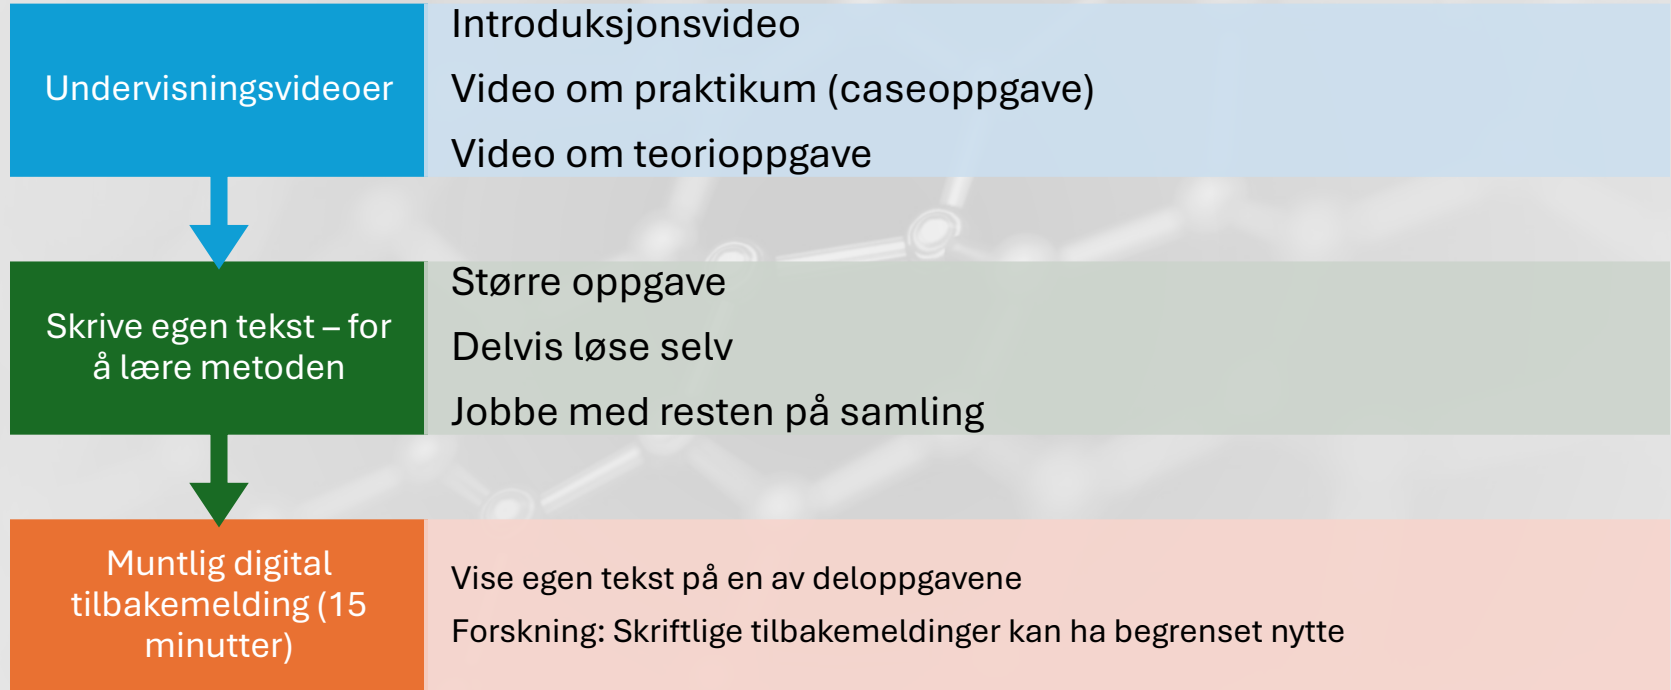 Undervisningsvideoer
Introduksjonsvideo
Video om praktikum (caseoppgave)
Video om teorioppgave
Skrive egen tekst – for
å lære metoden
Større oppgave
Delvis løse selv
Jobbe med resten på samling
Muntlig digital
tilbakemelding (15
minutter)
Vise egen tekst på en av deloppgavene
Forskning: Skriftlige tilbakemeldinger kan ha begrenset nytte